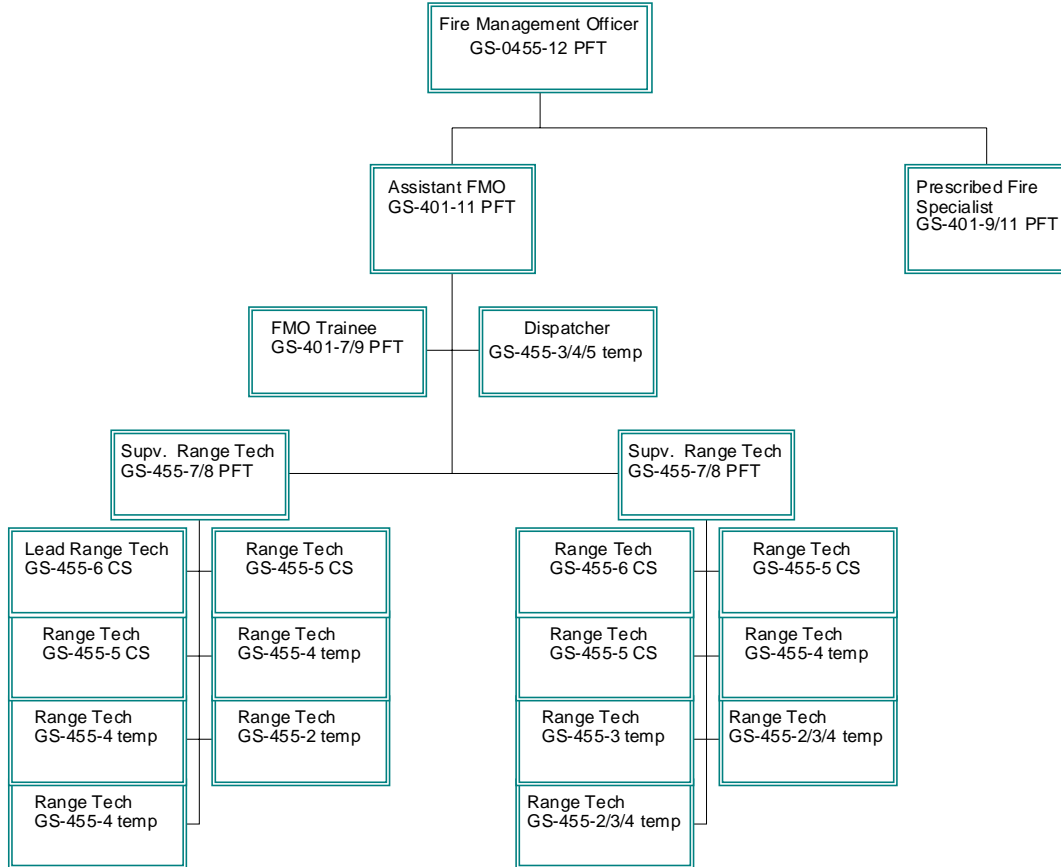 Fire Management Officer
GS-0455-12 PFT
Assistant FMO
GS-401-11 PFT
Prescribed Fire
Specialist
GS-401-9/11 PFT
FMO Trainee
GS-401-7/9 PFT
Dispatcher
GS-455-3/4/5 temp
Supv. Range Tech
GS-455-7/8 PFT
Supv. Range Tech
GS-455-7/8 PFT
Lead Range Tech
GS-455-6 CS
Range Tech
GS-455-5 CS
Range Tech
GS-455-6 CS
Range Tech
GS-455-5 CS
Range Tech
GS-455-5 CS
Range Tech
GS-455-4 temp
Range Tech
GS-455-5 CS
Range Tech
GS-455-4 temp
Range Tech
GS-455-4 temp
Range Tech
GS-455-2 temp
Range Tech
GS-455-3 temp
Range Tech
GS-455-2/3/4 temp
Range Tech
GS-455-4 temp
Range Tech
GS-455-2/3/4 temp